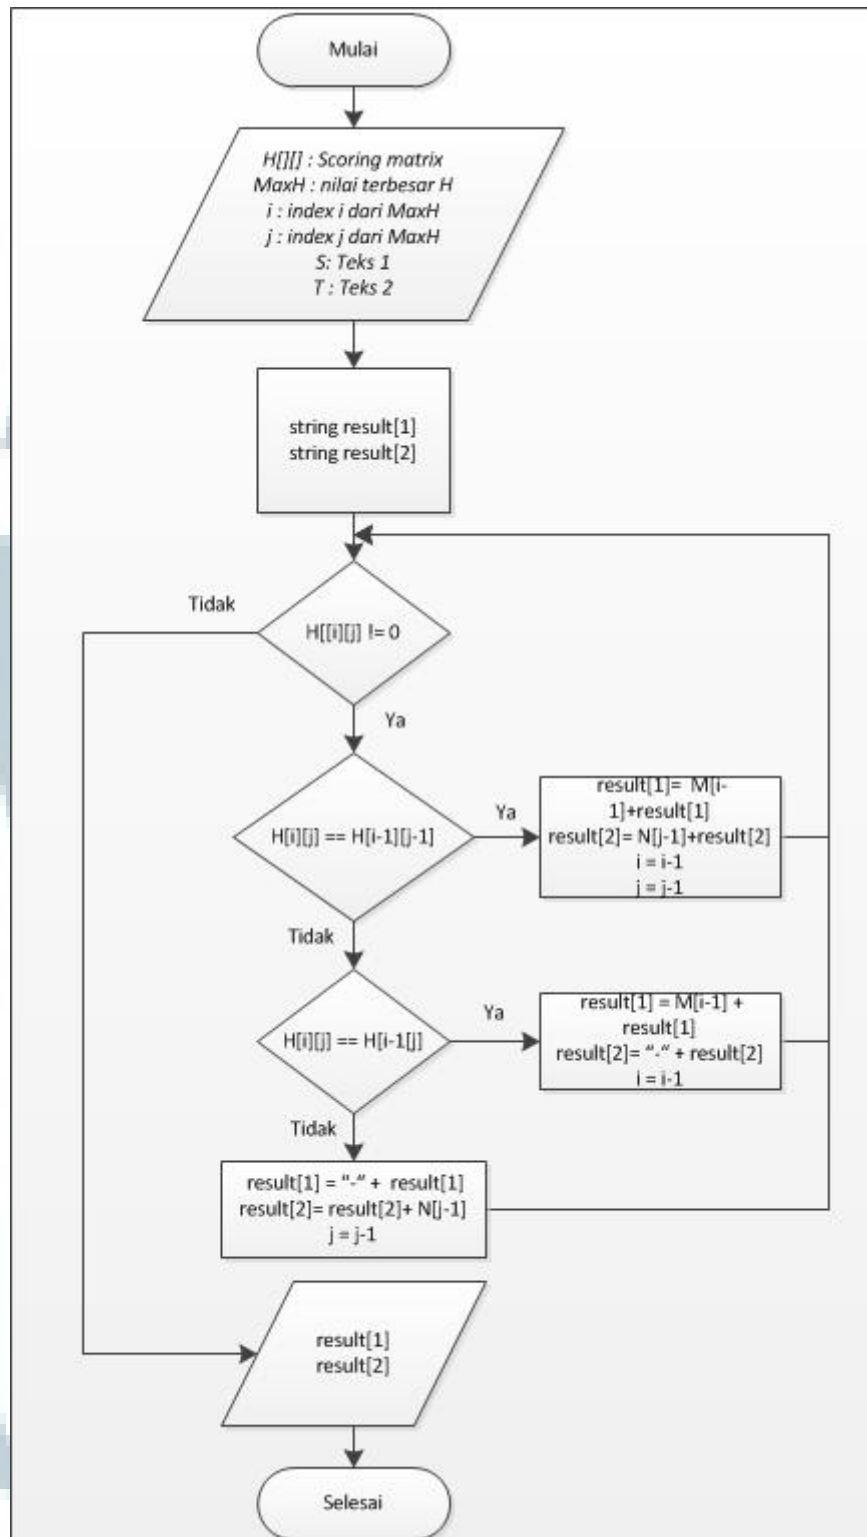 Mulai
H[][] : Scoring matrix
MaxH : nilai terbesar H
i : index i dari MaxH
j : index j dari MaxH
S: Teks 1
T : Teks 2
string result[1]
string result[2]
Tidak
H[[i][j] != 0
Ya
H[i][j] == H[i-1][j-1]
Ya
result[1]= M[i-
1]+result[1]
result[2]= N[j-1]+result[2]
i = i-1
j = j-1
Tidak
H[i][j] == H[i-1[j]
Ya
result[1] = M[i-1] +
result[1]
result[2]= “-“ + result[2]
i = i-1
Tidak
result[1] = “-“ + result[1]
result[2]= result[2]+ N[j-1]
j = j-1
result[1]
result[2]
Selesai